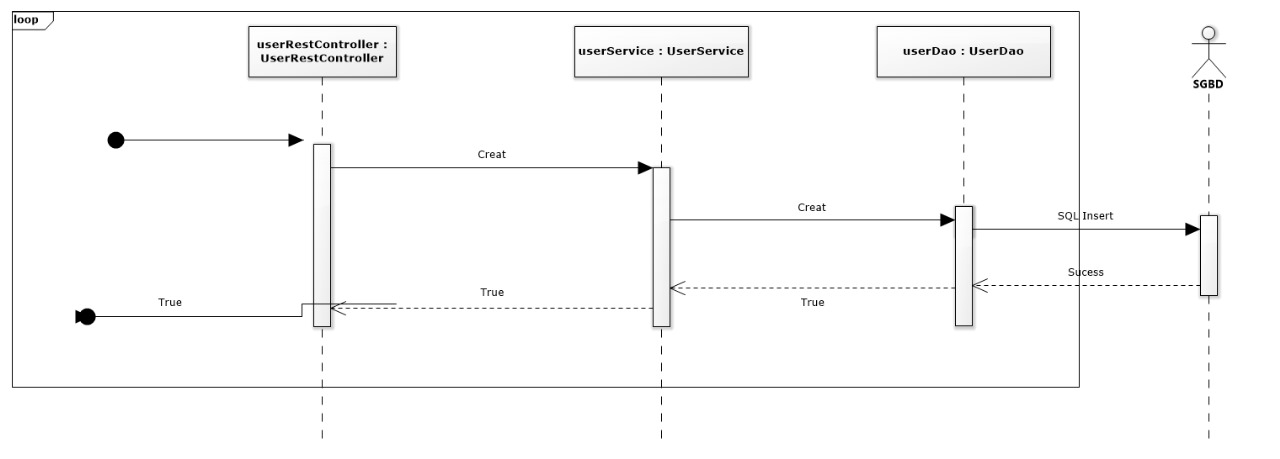 loop
userRestController :
UserRestController
userService : UserService
userDao : UserDao
SGBD
Creat
Creat
SQL Insert
Sucess
True
True
True